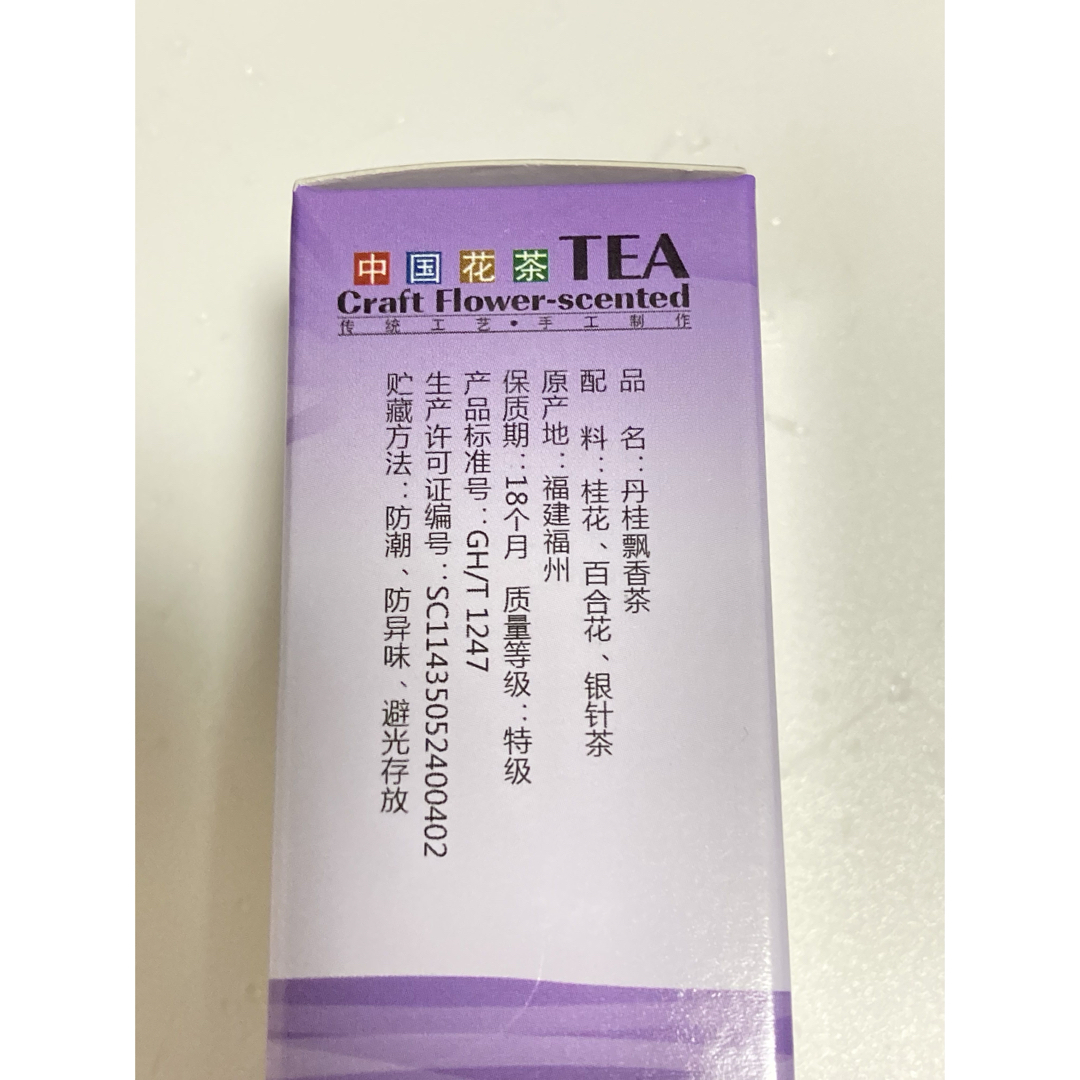 中国花茶 TEA
Craft Flower-scented
传统工艺•手工制作
品 名：丹桂飘香茶
配 料：桂花、百合花、银针茶
原产地：福建福州
保质期：18个月 质量等级：特级
产品标准号：GH/T 1247
生产许可证编号：SC11435052400402
贮藏方法：防潮、防异味、避光存放